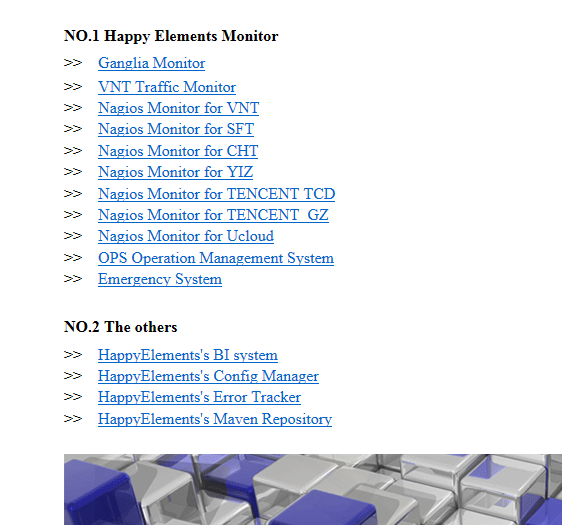 NO.1 Happy Elements Monitor
>> Ganglia Monitor
>> VNT Traffic Monitor
>> Nagios Monitor for VNT
>> Nagios Monitor for SFT
>> Nagios Monitor for CHT
>> Nagios Monitor for YIZ
>> Nagios Monitor for TENCENT TCD
>> Nagios Monitor for TENCENT GZ
>> Nagios Monitor for Ucloud
>> OPS Operation Management System
>> Emergency System
NO.2 The others
>> HappyElements's BI system
>> HappyElements's Config Manager
>> HappyElements's Error Tracker
>> HappyElements's Maven Repository